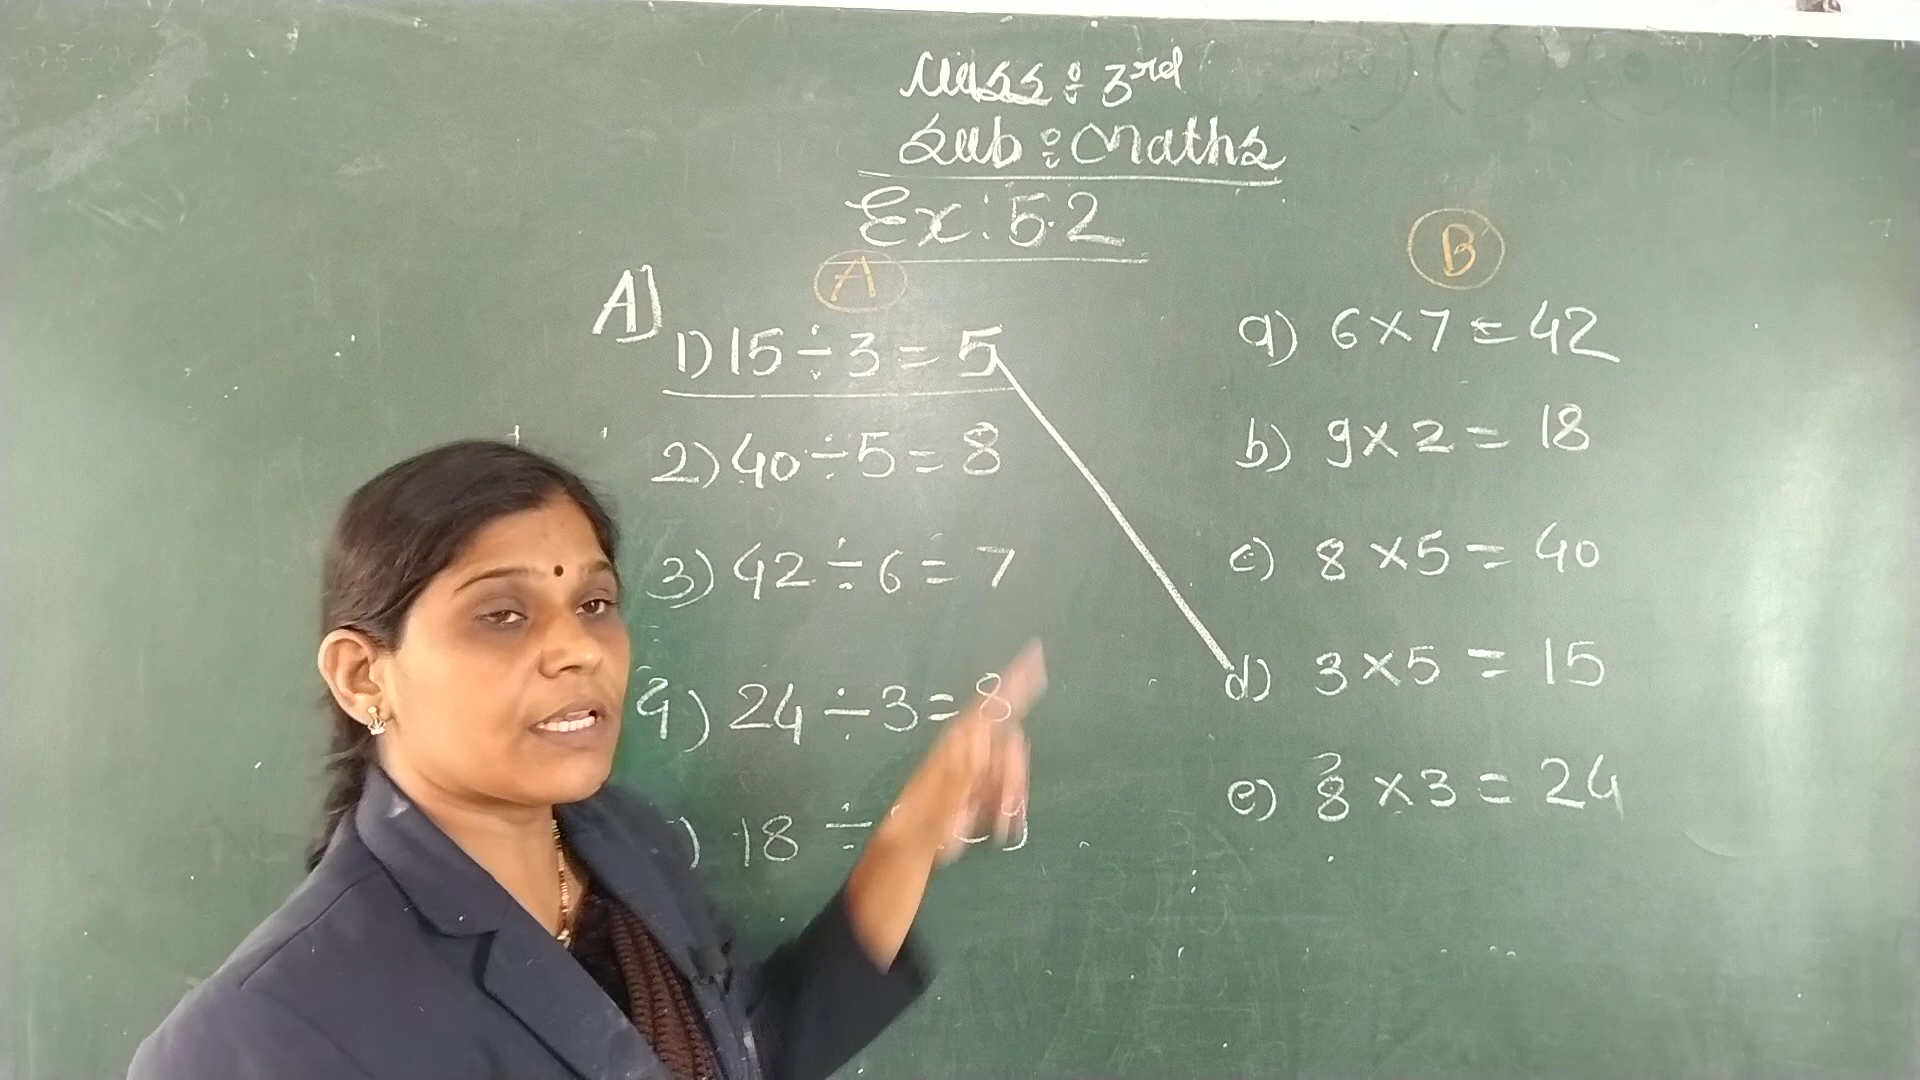 Class : 3rd
Sub : Maths
Ex : 5.2
A B
A] 1) 15 ÷ 3 = 5
2) 40 ÷ 5 = 8
3) 42 ÷ 6 = 7
4) 24 ÷ 3 = 8
) 18 ÷ 9
a) 6 × 7 = 42
b) 9 × 2 = 18
c) 8 × 5 = 40
d) 3 × 5 = 15
e) 8 × 3 = 24